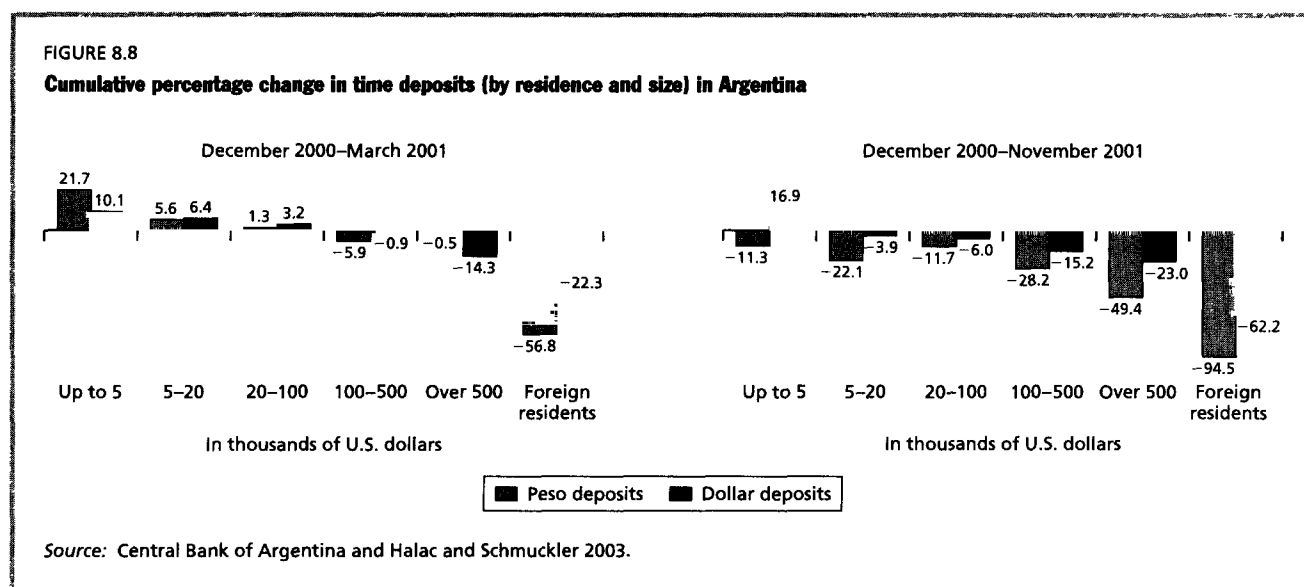 FIGURE 8.8
Cumulative percentage change in time deposits (by residence and size) in Argentina
December 2000–March 2001
21.7
10.1
5.6
6.4
1.3
3.2
−5.9
−0.9
−0.5
−14.3
−22.3
−56.8
Up to 5
5–20
20–100
100–500
Over 500
Foreign
residents
In thousands of U.S. dollars
December 2000–November 2001
16.9
−11.3
−22.1
−3.9
−11.7
−6.0
−28.2
−15.2
−49.4
−23.0
−94.5
−62.2
Up to 5
5–20
20–100
100–500
Over 500
Foreign
residents
In thousands of U.S. dollars
Peso deposits
Dollar deposits
Source: Central Bank of Argentina and Halac and Schmuckler 2003.